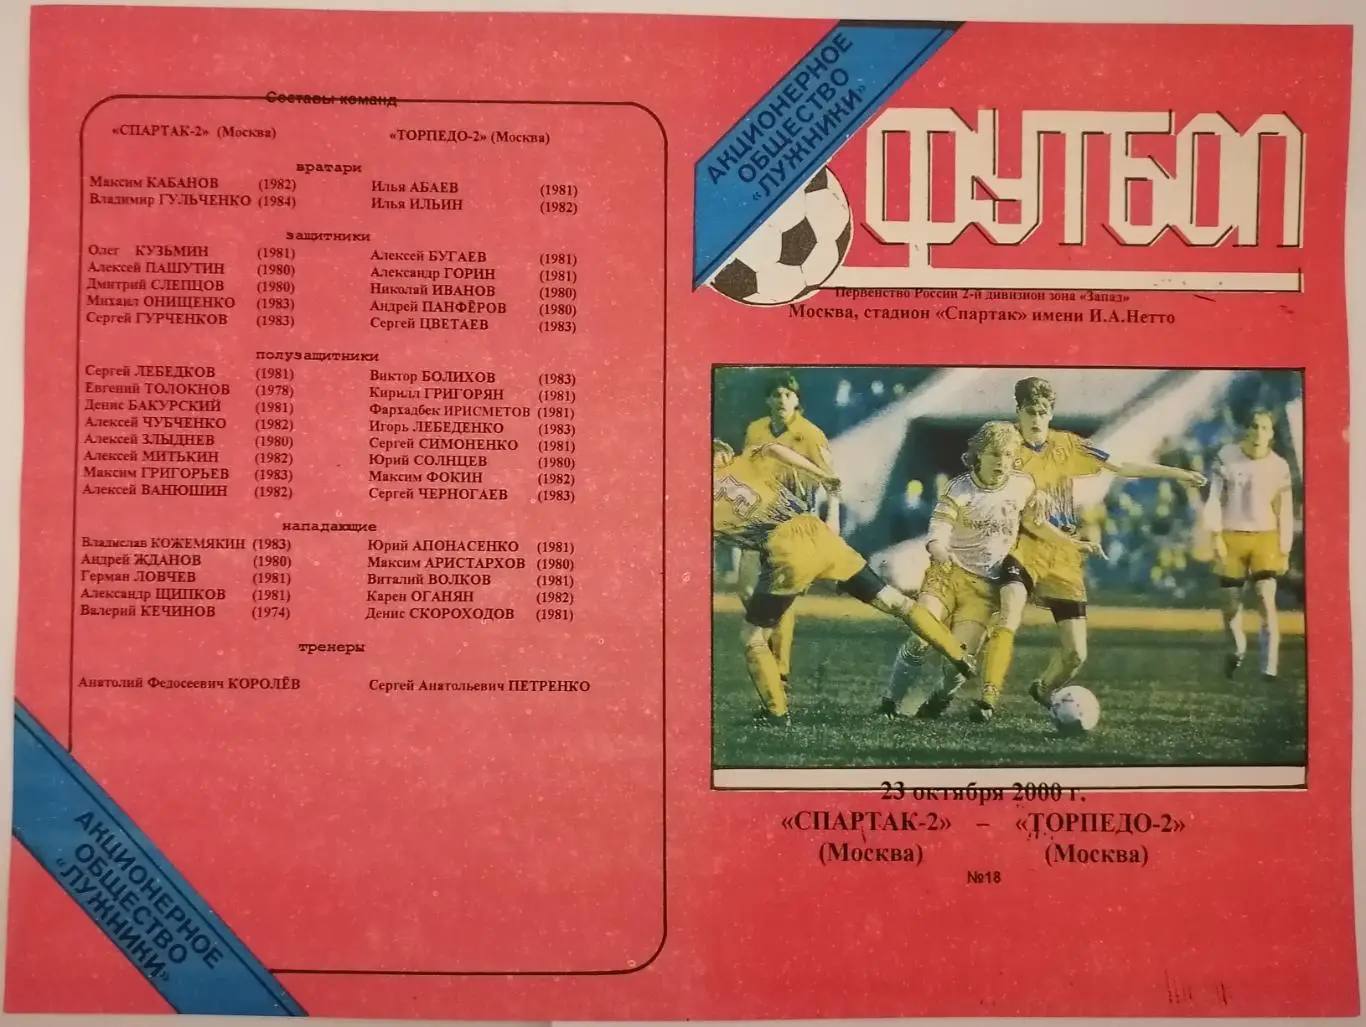 Составы команд
«СПАРТАК-2» (Москва) «ТОРПЕДО-2» (Москва)
вратари
Максим КАБАНОВ (1982) Илья АБАЕВ (1981)
Владимир ГУЛЬЧЕНКО (1984) Илья ИЛЬИН (1982)
защитники
Олег КУЗЬМИН (1981) Алексей БУГАЕВ (1981)
Алексей ПАШУТИН (1980) Александр ГОРИН (1981)
Дмитрий СЛЕПЦОВ (1980) Николай ИВАНОВ (1980)
Михаил ОНИЩЕНКО (1983) Андрей ПАНФЁРОВ (1980)
Сергей ГУРЧЕНКОВ (1983) Сергей ЦВЕТАЕВ (1983)
полузащитники
Сергей ЛЕБЕДКОВ (1981) Виктор БОЛИХОВ (1983)
Евгений ТОЛОКНОВ (1978) Кирилл ГРИГОРЯН (1981)
Денис БАКУРСКИЙ (1981) Фархадбек ИРИСМЕТОВ (1981)
Алексей ЧУБЧЕНКО (1982) Игорь ЛЕБЕДЕНКО (1983)
Алексей ЗЛЫДНЕВ (1980) Сергей СИМОНЕНКО (1981)
Алексей МИТЬКИН (1982) Юрий СОЛНЦЕВ (1980)
Максим ГРИГОРЬЕВ (1983) Максим ФОКИН (1982)
Алексей ВАНЮШИН (1982) Сергей ЧЕРНОГАЕВ (1983)
нападающие
Владислав КОЖЕМЯКИН (1983) Юрий АПОНАСЕНКО (1981)
Андрей ЖДАНОВ (1980) Максим АРИСТАРХОВ (1980)
Герман ЛОВЧЕВ (1981) Виталий ВОЛКОВ (1981)
Александр ЩИПКОВ (1981) Карен ОГАНЯН (1982)
Валерий КЕЧИНОВ (1974) Денис СКОРОХОДОВ (1981)
тренеры
Анатолий Федосеевич КОРОЛЁВ Сергей Анатольевич ПЕТРЕНКО
АКЦИОНЕРНОЕ
ОБЩЕСТВО
«ЛУЖНИКИ»
АКЦИОНЕРНОЕ
ОБЩЕСТВО
«ЛУЖНИКИ»
ФУТБОЛ
Первенство России 2-й дивизион зона «Запад»
Москва, стадион «Спартак» имени И.А.Нетто
23 октября 2000 г.
«СПАРТАК-2» – «ТОРПЕДО-2»
(Москва) (Москва)
№18